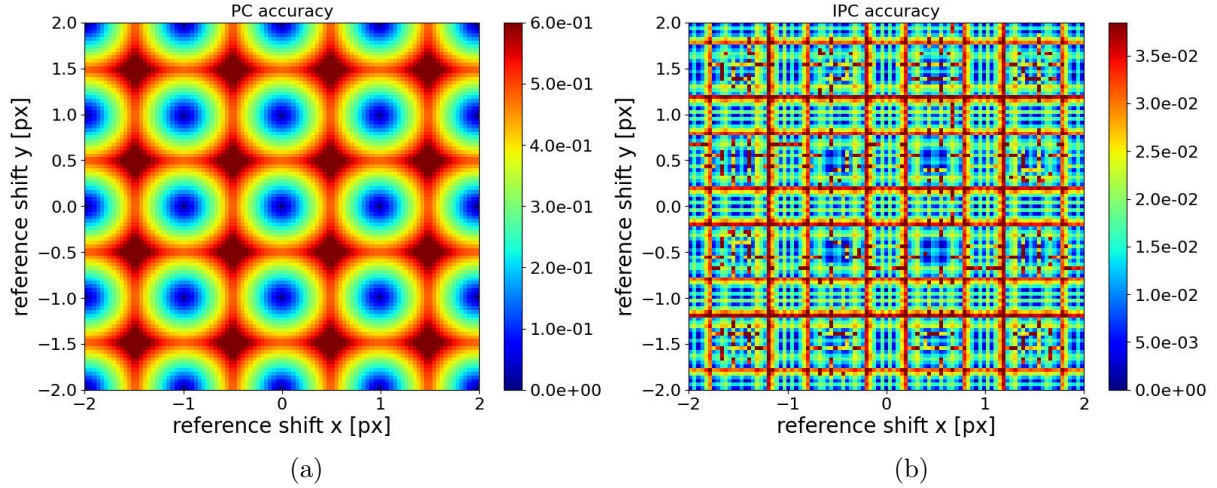 PC accuracy
2.0
1.5
1.0
0.5
0.0
−0.5
−1.0
−1.5
−2.0
reference shift y [px]
−2 −1 0 1 2
reference shift x [px]
6.0e-01
5.0e-01
4.0e-01
3.0e-01
2.0e-01
1.0e-01
0.0e+00
(a)
IPC accuracy
2.0
1.5
1.0
0.5
0.0
−0.5
−1.0
−1.5
−2.0
reference shift y [px]
−2 −1 0 1 2
reference shift x [px]
3.5e-02
3.0e-02
2.5e-02
2.0e-02
1.5e-02
1.0e-02
5.0e-03
0.0e+00
(b)